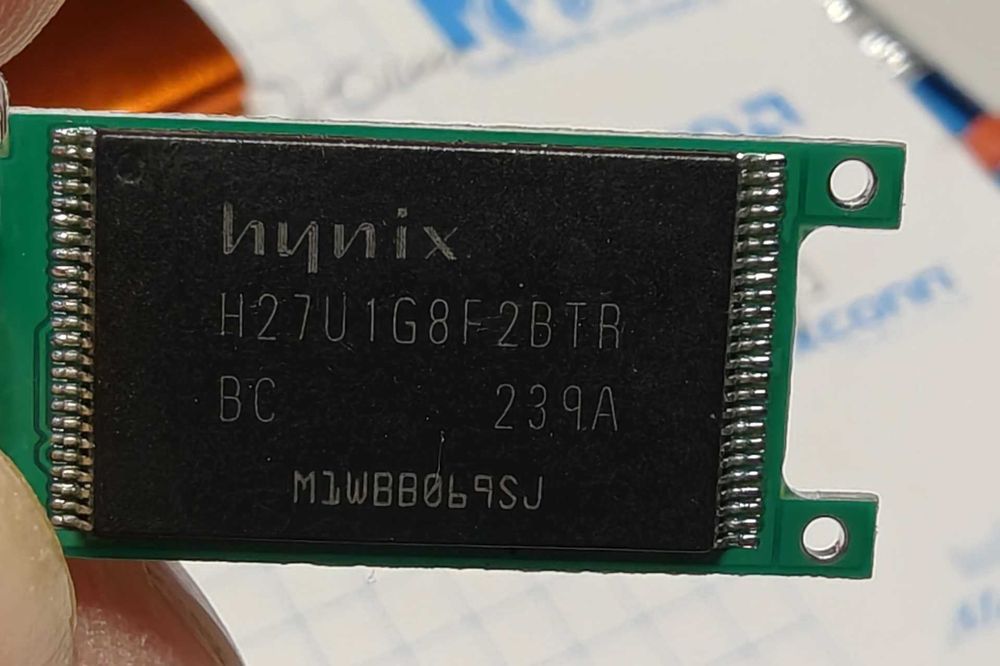 hynix
H27U1G8F2BTR
BC 239A
M1WBB069SJ